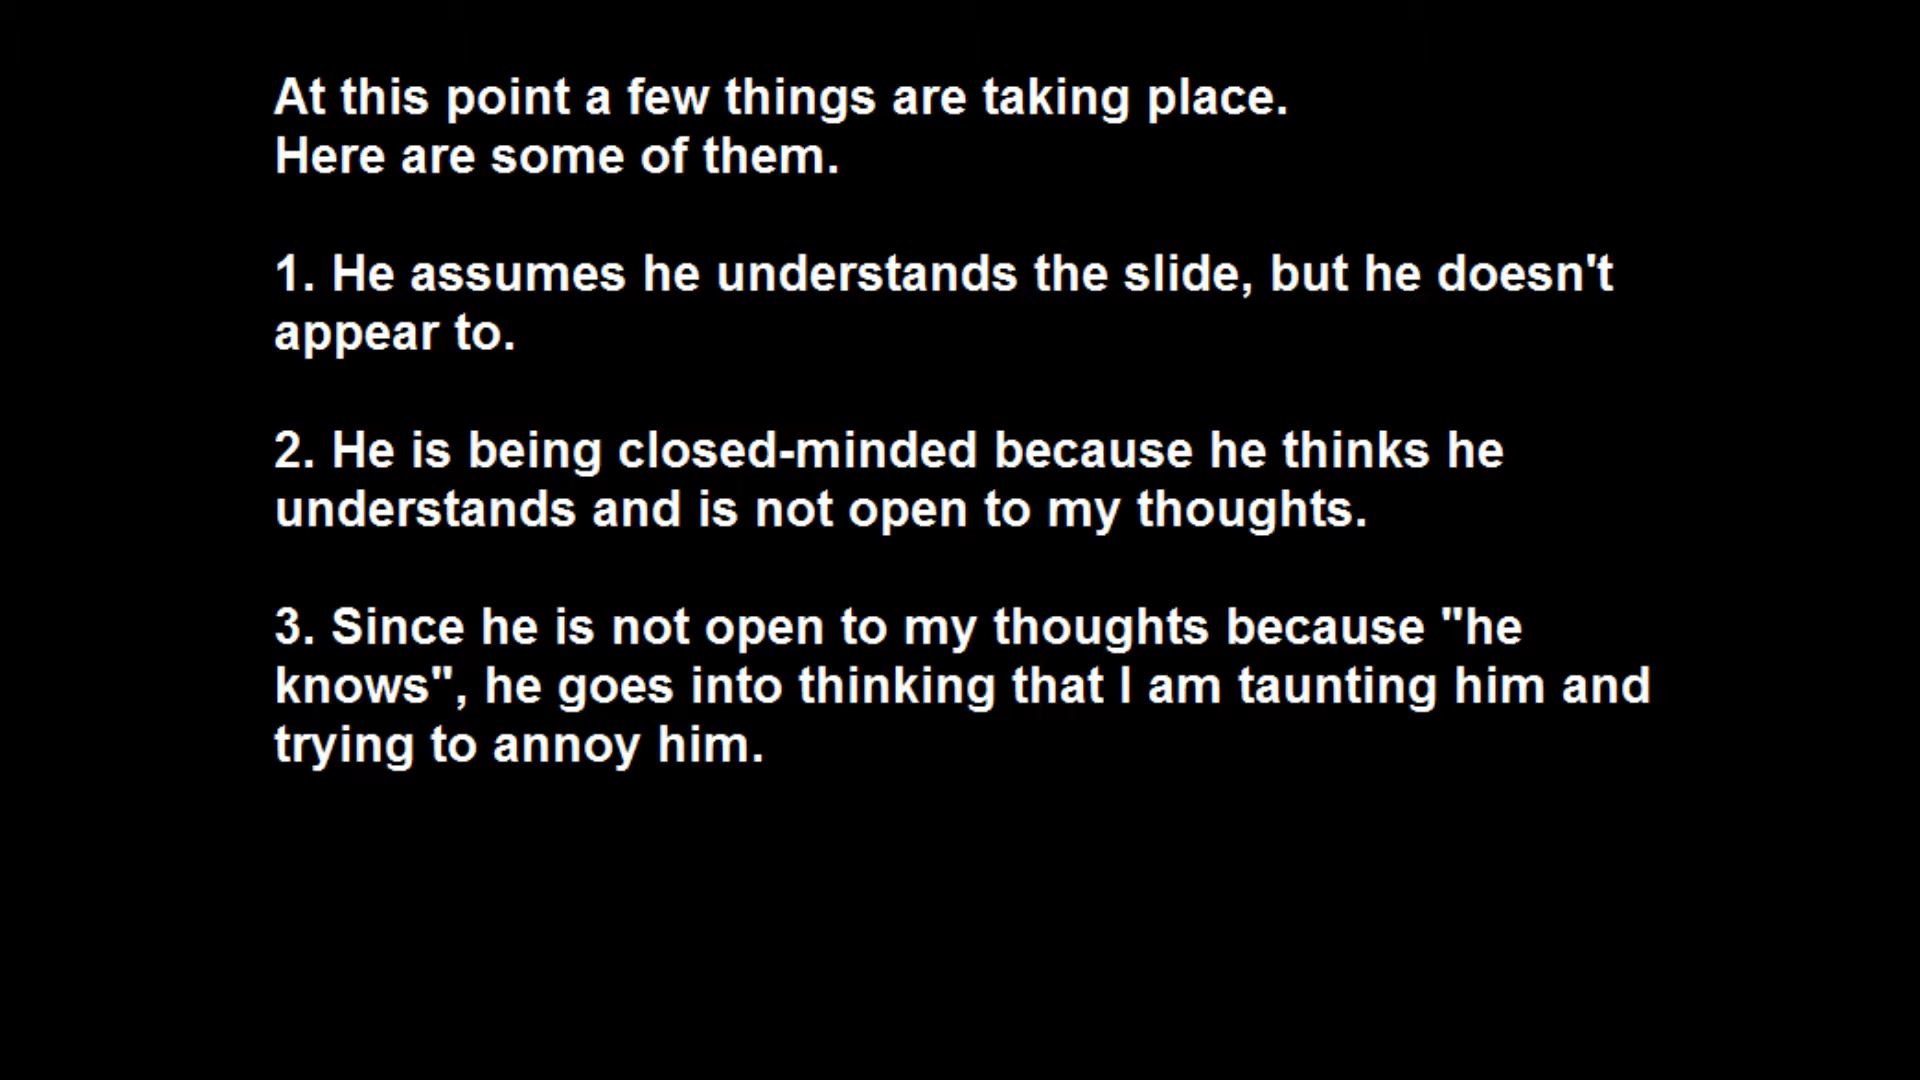 At this point a few things are taking place.
Here are some of them.
1. He assumes he understands the slide, but he doesn't
appear to.
2. He is being closed-minded because he thinks he
understands and is not open to my thoughts.
3. Since he is not open to my thoughts because "he
knows", he goes into thinking that I am taunting him and
trying to annoy him.